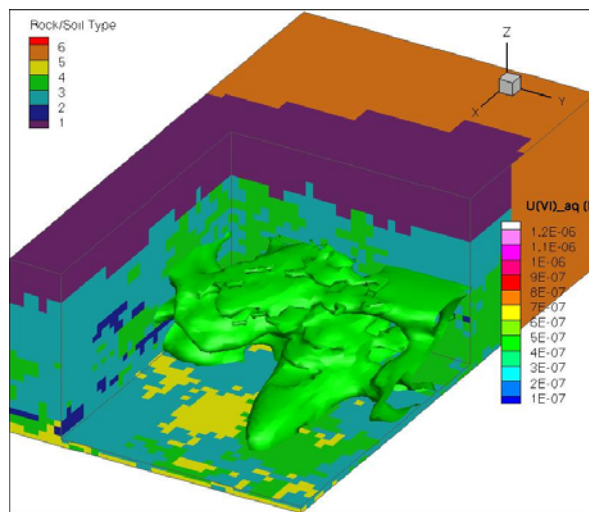 Rock/Soil Type
6
5
4
3
2
1
Z
Y
X
U(VI)_aq (
1.2E-06
1.1E-06
1E-06
9E-07
8E-07
7E-07
6E-07
5E-07
4E-07
3E-07
2E-07
1E-07